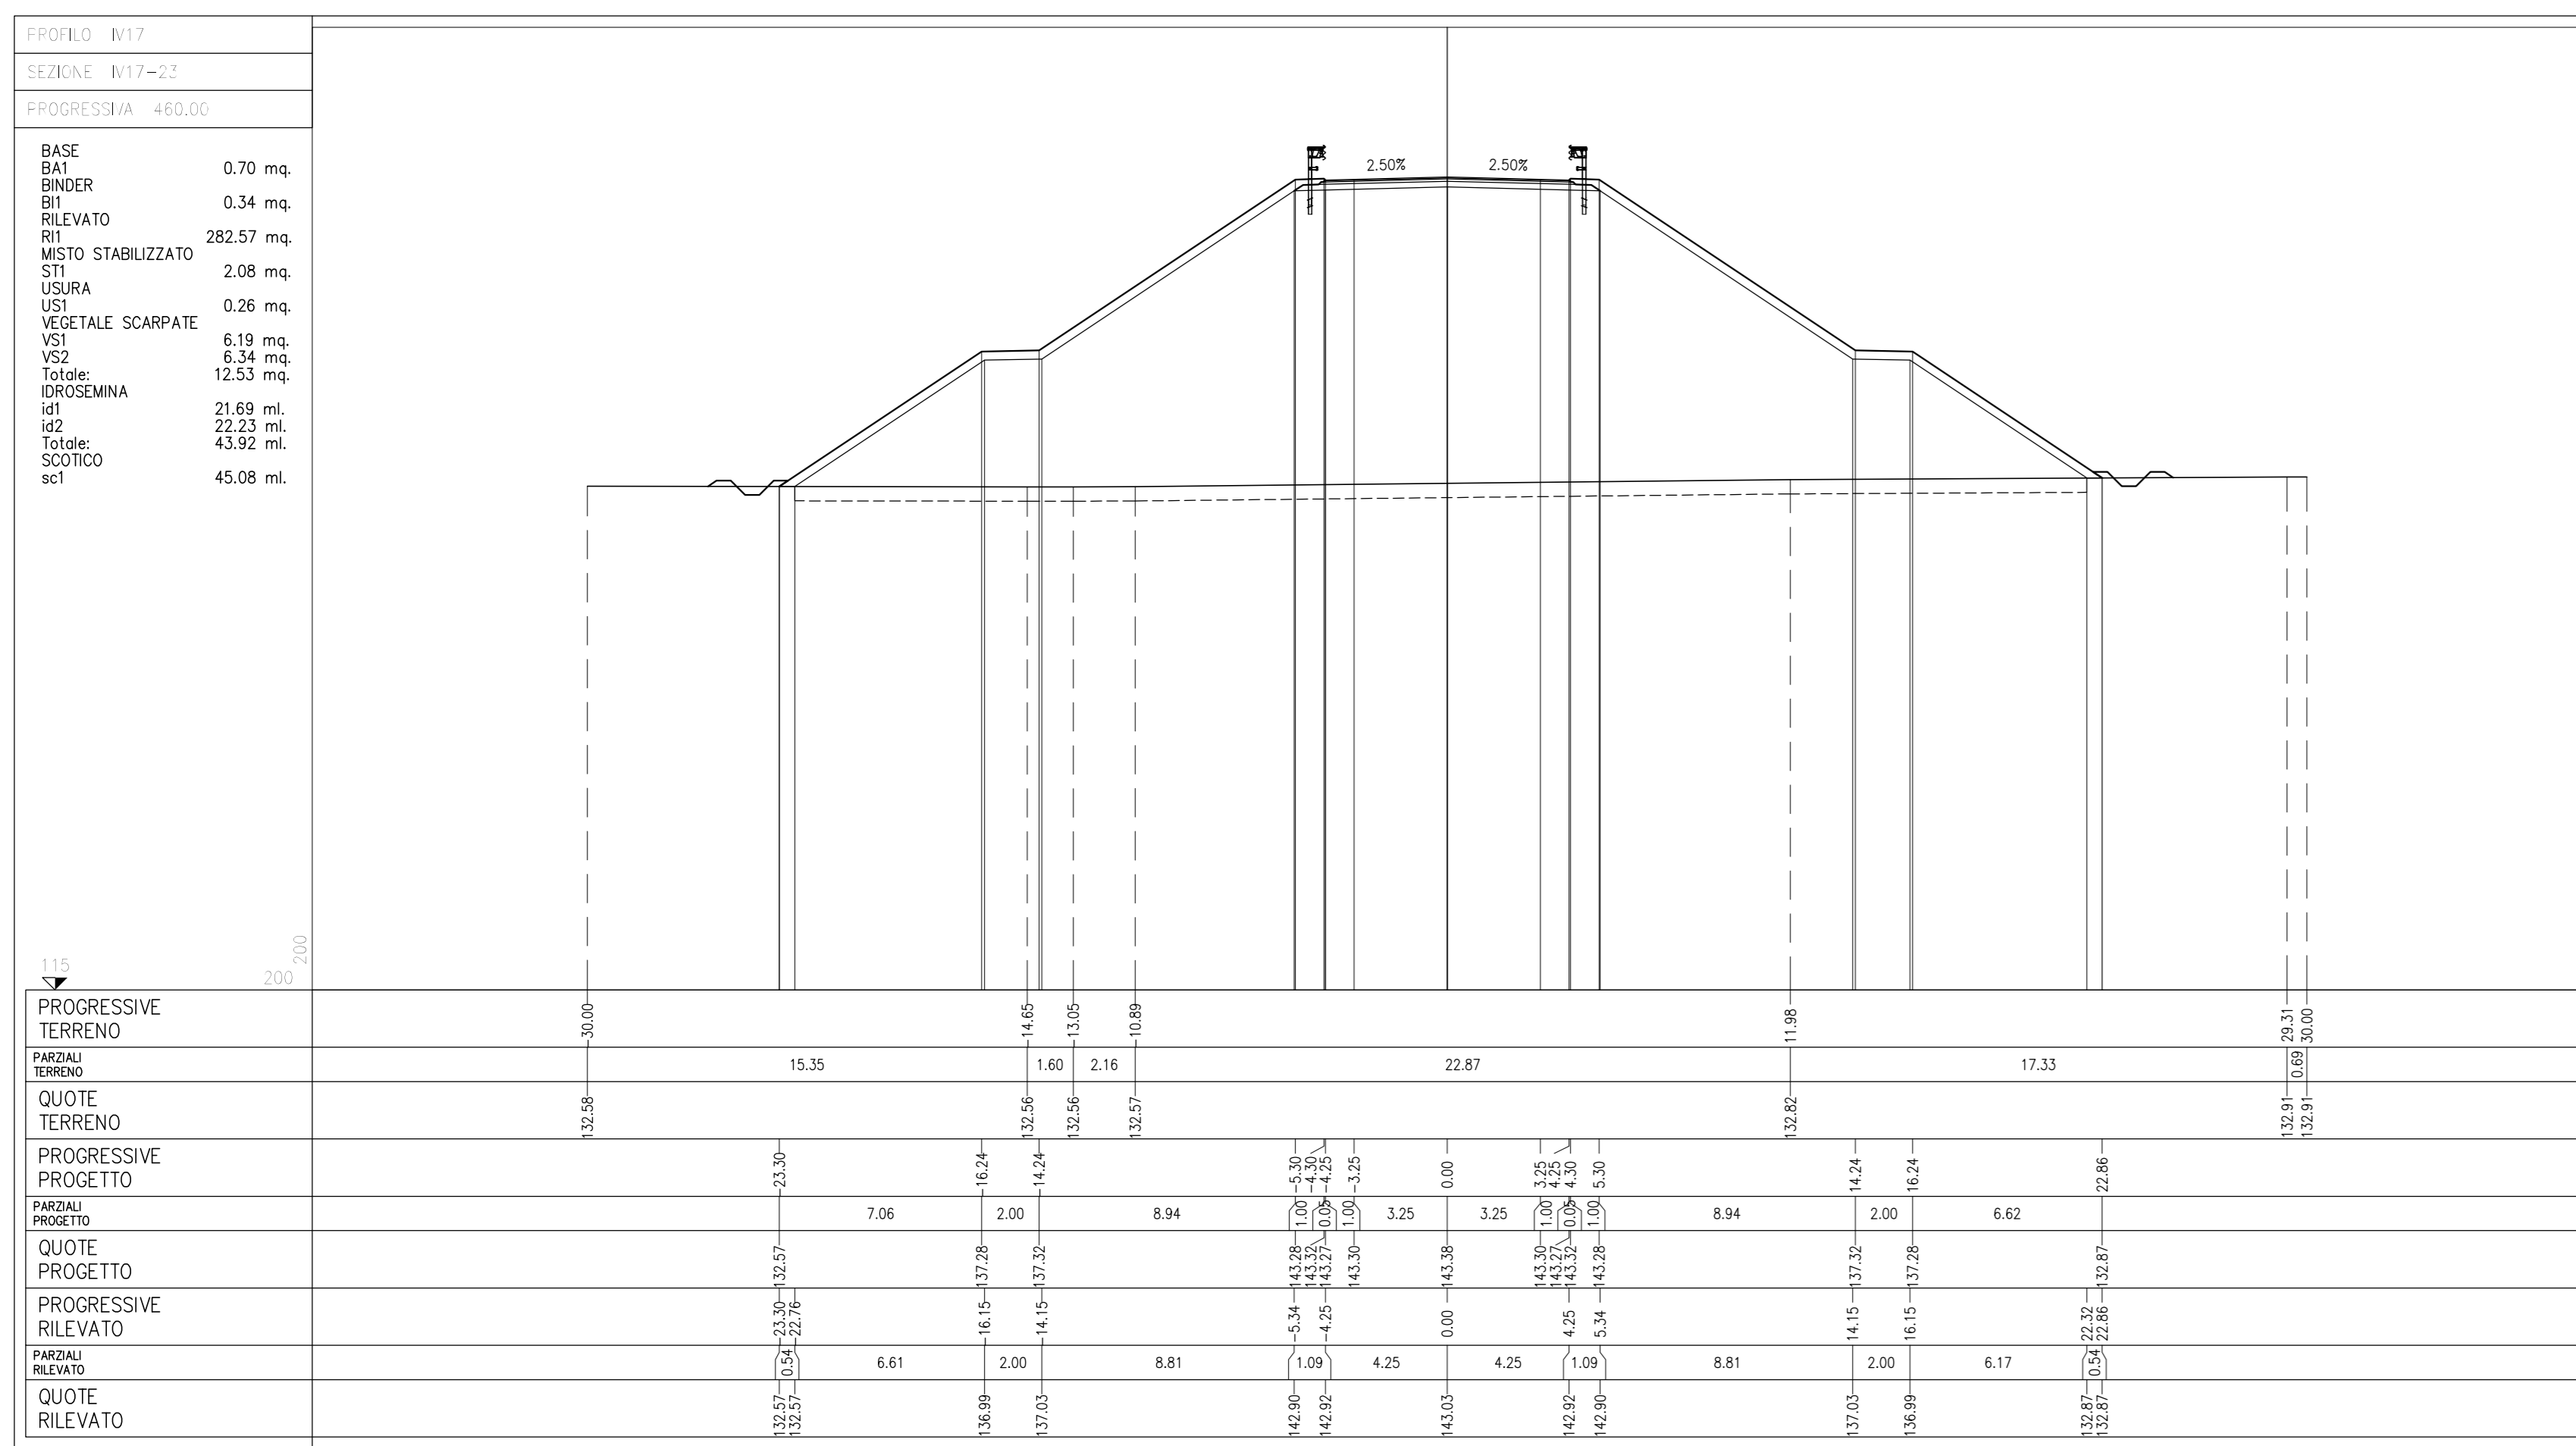 PROFILO IV17
SEZIONE IV17-23
PROGRESSIVA 460.00
BASE
BA1 0.70 mq.
BINDER
BI1 0.34 mq.
RILEVATO
RI1 282.57 mq.
MISTO STABILIZZATO
ST1 2.08 mq.
USURA
US1 0.26 mq.
VEGETALE SCARPATE
VS1 6.19 mq.
VS2 6.34 mq.
Totale: 12.53 mq.
IDROSEMINA
id1 21.69 ml.
id2 22.23 ml.
Totale: 43.92 ml.
SCOTICO
sc1 45.08 ml.
2.50% 2.50%
115 200 200
PROGRESSIVE
TERRENO
-30.00 -14.65 -13.05 -10.89 11.98 29.31 30.00
PARZIALI
TERRENO
15.35 1.60 2.16 22.87 17.33 0.69
QUOTE
TERRENO
132.58 132.56 132.56 132.57 132.82 132.91 132.91
PROGRESSIVE
PROGETTO
-23.30 -16.24 -14.24 -5.30 -4.30 -4.25 -3.25 0.00 3.25 4.25 4.30 5.30 14.24 16.24 22.86
PARZIALI
PROGETTO
7.06 2.00 8.94 1.00 0.05 1.00 3.25 3.25 1.00 0.05 1.00 8.94 2.00 6.62
QUOTE
PROGETTO
132.57 137.28 137.32 143.28 143.32 143.27 143.30 143.38 143.30 143.27 143.32 143.28 137.32 137.28 132.87
PROGRESSIVE
RILEVATO
-23.30 -22.76 -16.15 -14.15 -5.34 -4.25 0.00 4.25 5.34 14.15 16.15 22.32 22.86
PARZIALI
RILEVATO
0.54 6.61 2.00 8.81 1.09 4.25 4.25 1.09 8.81 2.00 6.17 0.54
QUOTE
RILEVATO
132.57 132.57 136.99 137.03 142.90 142.92 143.03 142.92 142.90 137.03 136.99 132.87 132.87